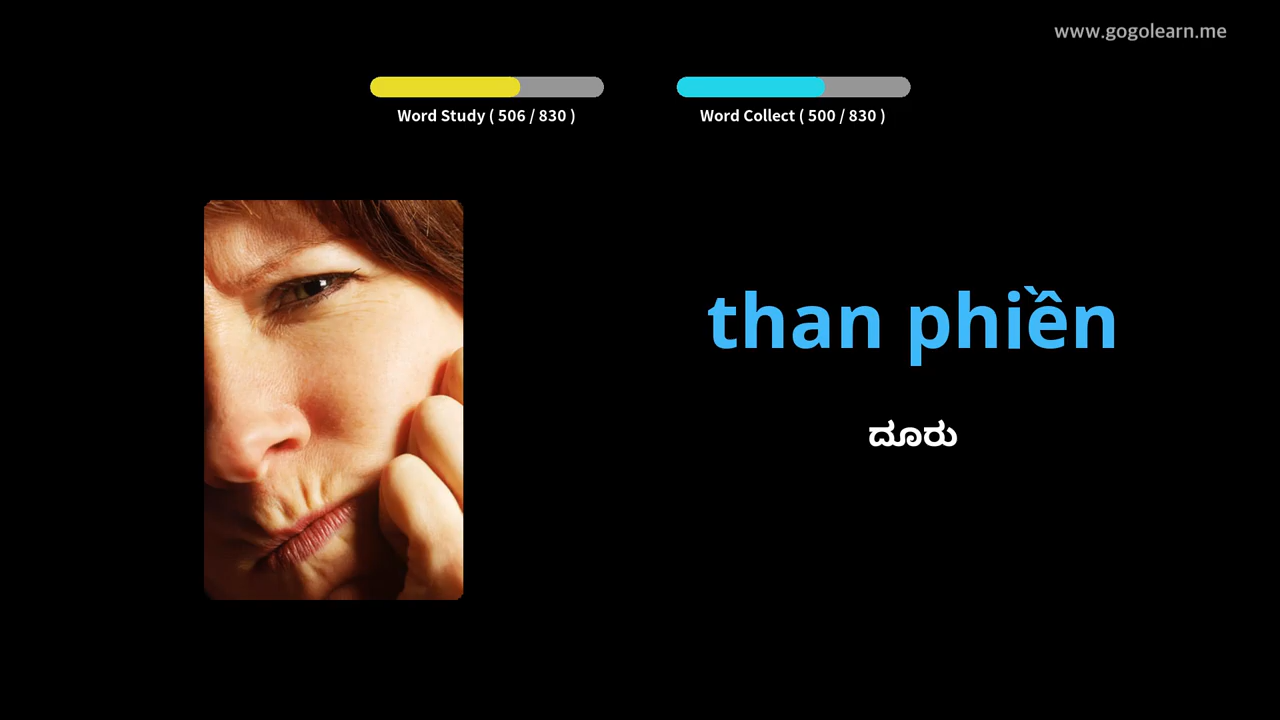 www.gogolearn.me
Word Study ( 506 / 830 )
Word Collect ( 500 / 830 )
than phiền
ದೂರು